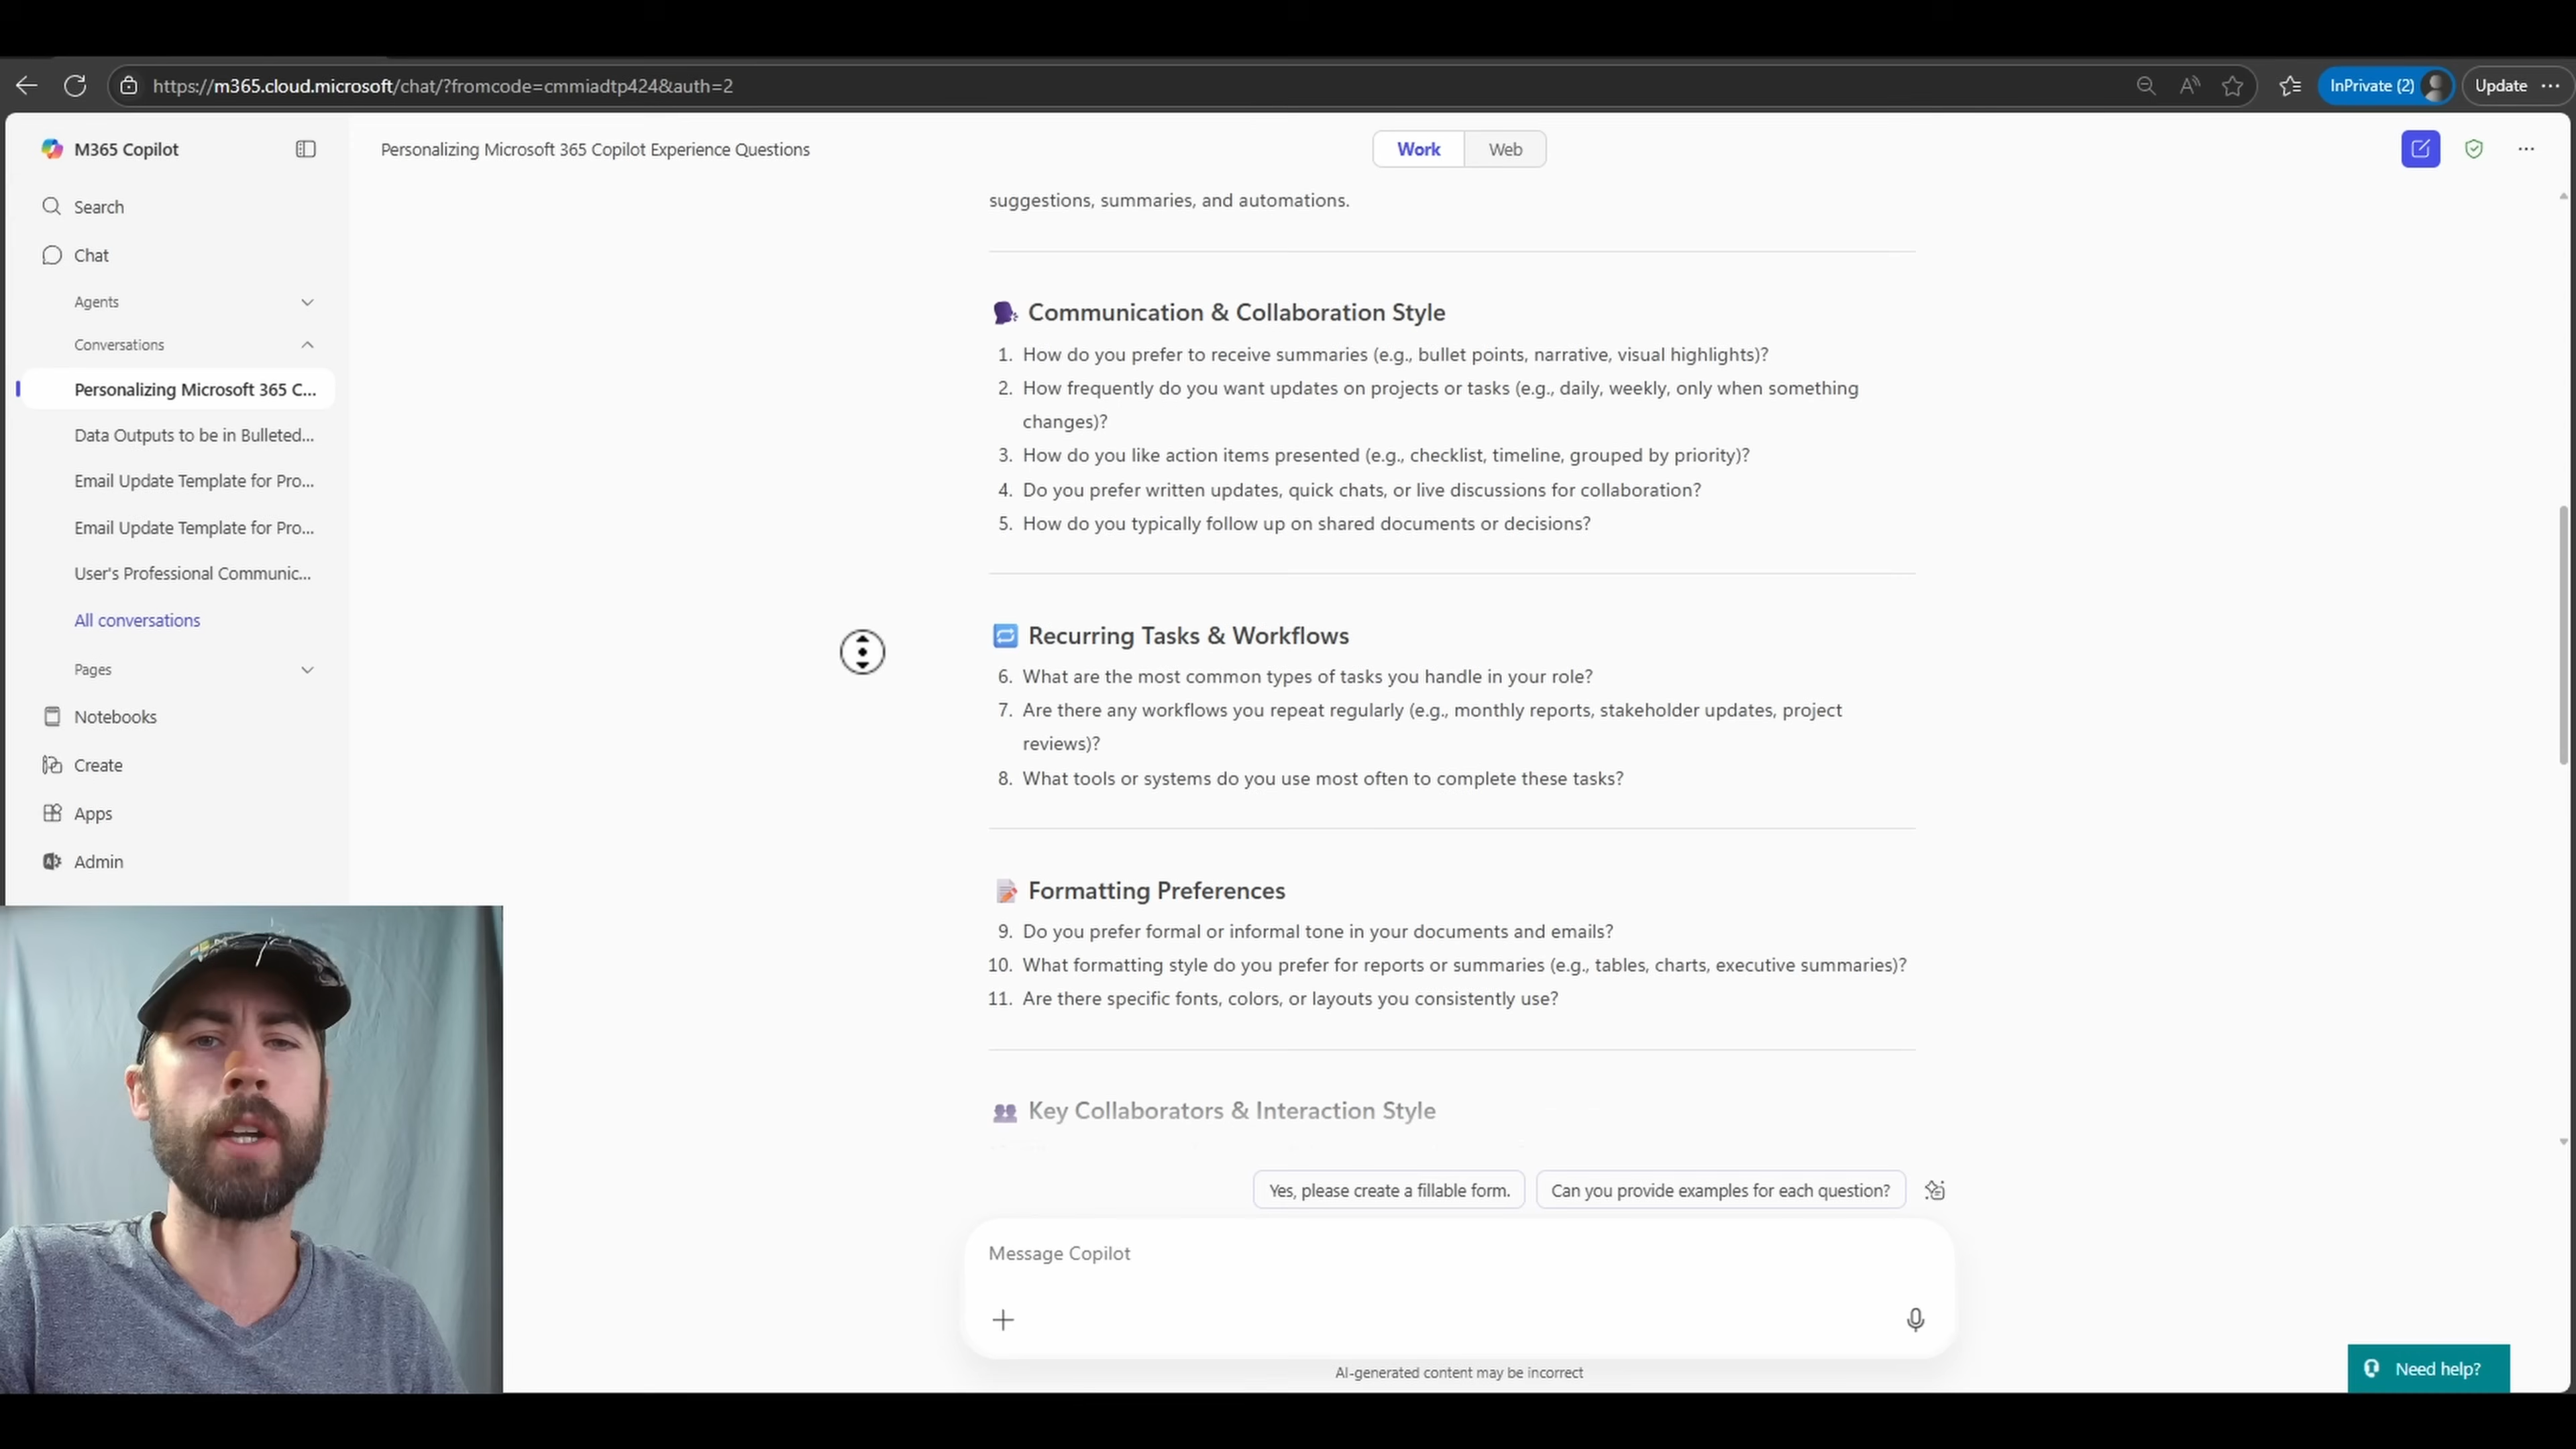 https://m365.cloud.microsoft/chat/?fromcode=cmmiadtp424&auth=2
InPrivate (2)
Update
M365 Copilot
Personalizing Microsoft 365 Copilot Experience Questions
Work
Web
Search
Chat
Agents
Conversations
Personalizing Microsoft 365 C...
Data Outputs to be in Bulleted...
Email Update Template for Pro...
Email Update Template for Pro...
User's Professional Communic...
All conversations
Pages
Notebooks
Create
Apps
Admin
suggestions, summaries, and automations.
Communication & Collaboration Style
1. How do you prefer to receive summaries (e.g., bullet points, narrative, visual highlights)?
2. How frequently do you want updates on projects or tasks (e.g., daily, weekly, only when something
changes)?
3. How do you like action items presented (e.g., checklist, timeline, grouped by priority)?
4. Do you prefer written updates, quick chats, or live discussions for collaboration?
5. How do you typically follow up on shared documents or decisions?
Recurring Tasks & Workflows
6. What are the most common types of tasks you handle in your role?
7. Are there any workflows you repeat regularly (e.g., monthly reports, stakeholder updates, project
reviews)?
8. What tools or systems do you use most often to complete these tasks?
Formatting Preferences
9. Do you prefer formal or informal tone in your documents and emails?
10. What formatting style do you prefer for reports or summaries (e.g., tables, charts, executive summaries)?
11. Are there specific fonts, colors, or layouts you consistently use?
Key Collaborators & Interaction Style
Yes, please create a fillable form.
Can you provide examples for each question?
Message Copilot
AI-generated content may be incorrect
Need help?